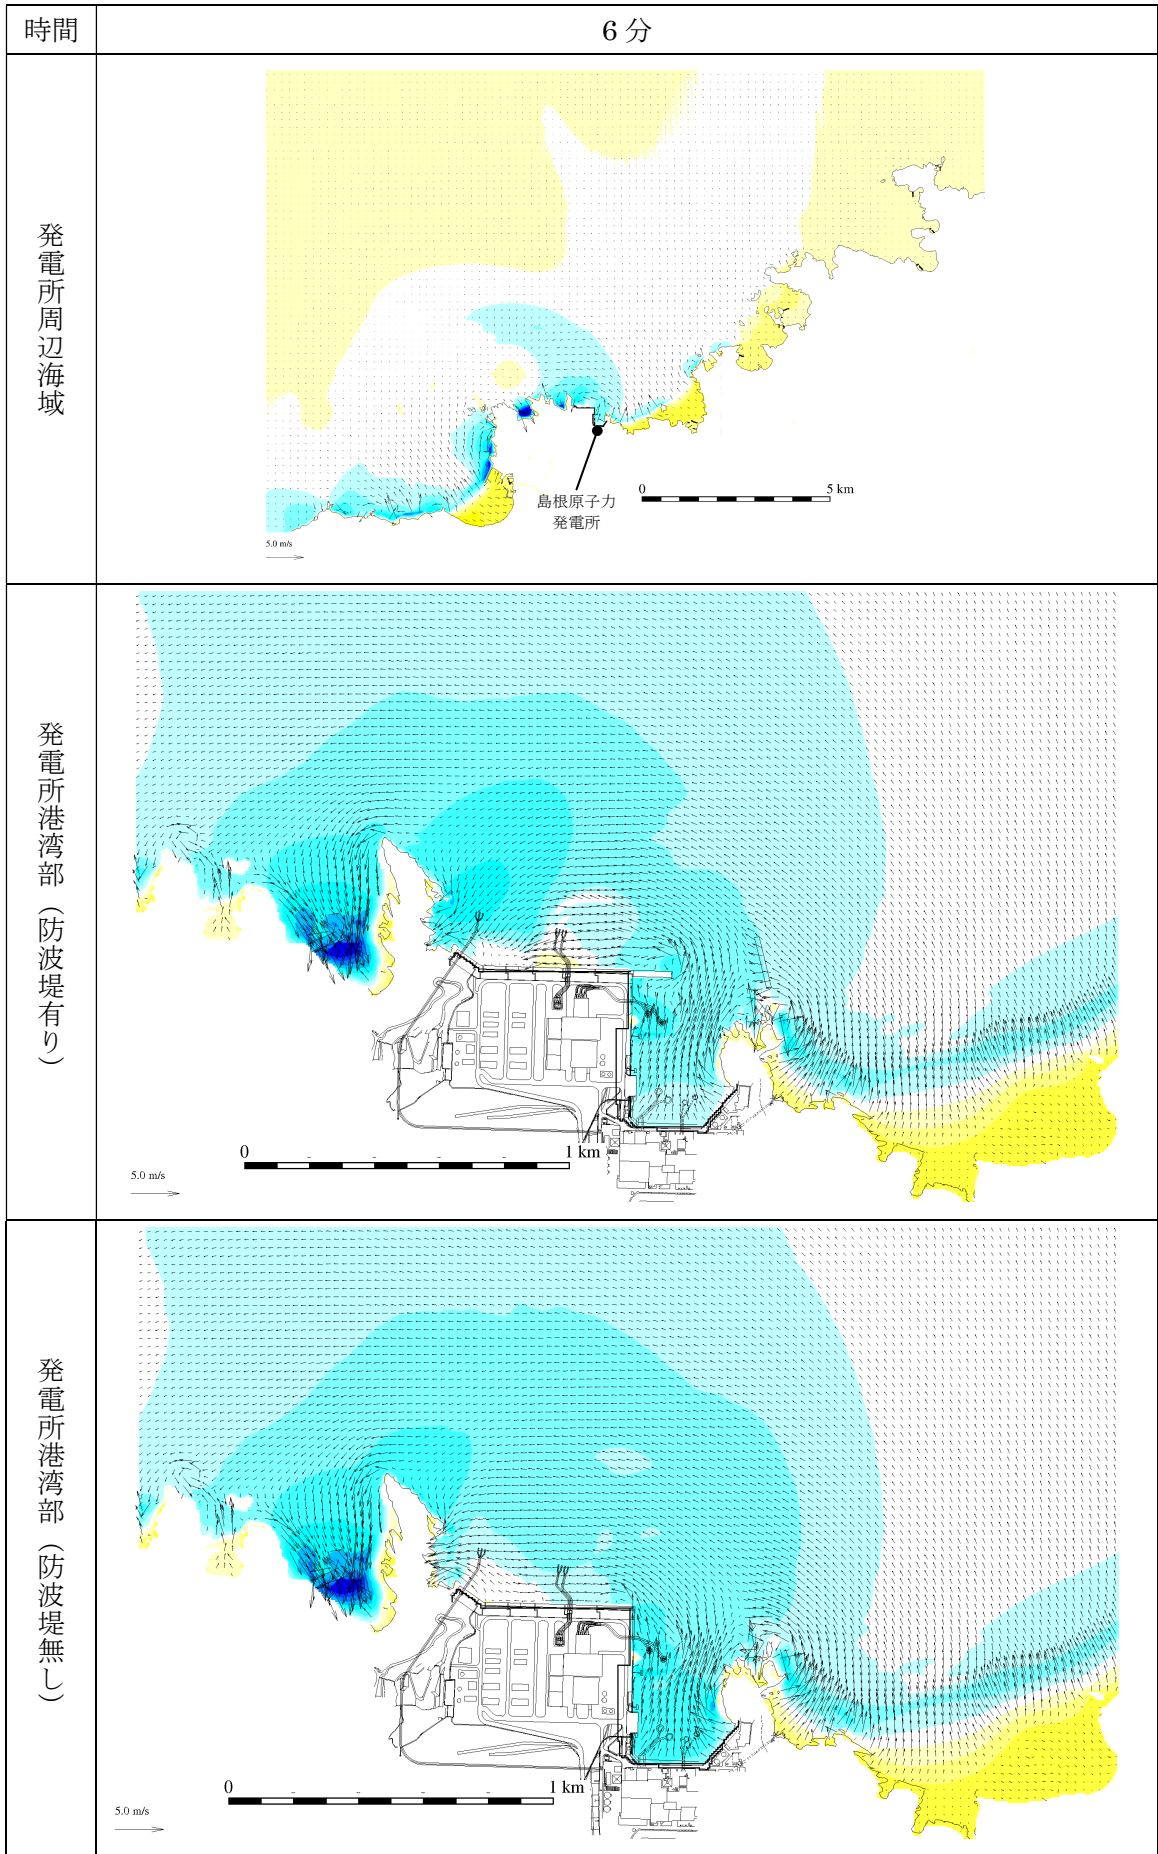 時間
6 分
発電所周辺海域
島根原子力
発電所
0
5 km
5.0 m/s
発電所港湾部（防波堤有り）
0
1 km
5.0 m/s
発電所港湾部（防波堤無し）
0
1 km
5.0 m/s